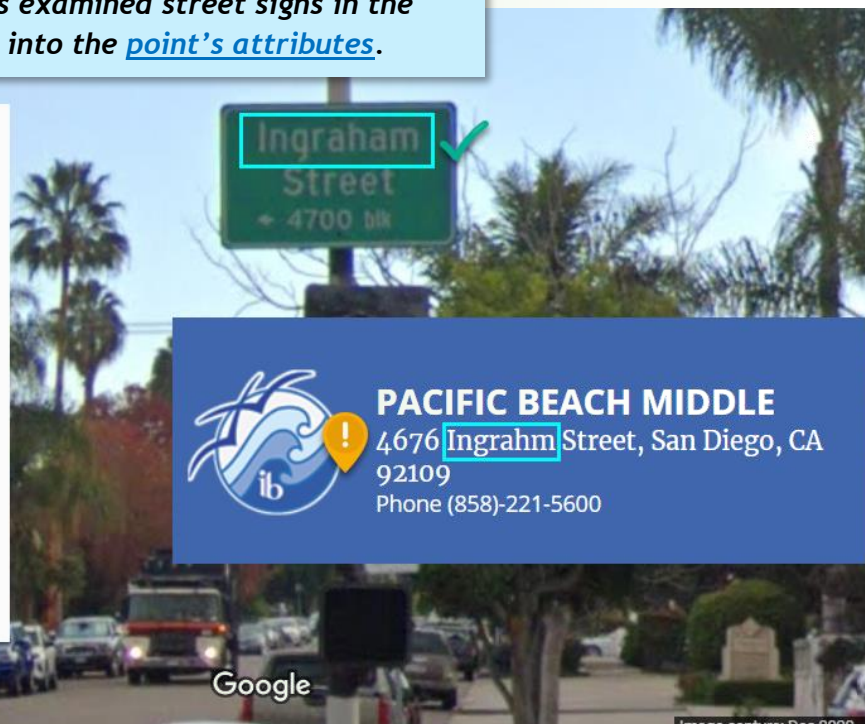 s examined street signs in the
into the point's attributes.
Ingraham
Street
← 4700 blk
PACIFIC BEACH MIDDLE
4676 Ingrahm Street, San Diego, CA
92109
Phone (858)-221-5600
ib
Google